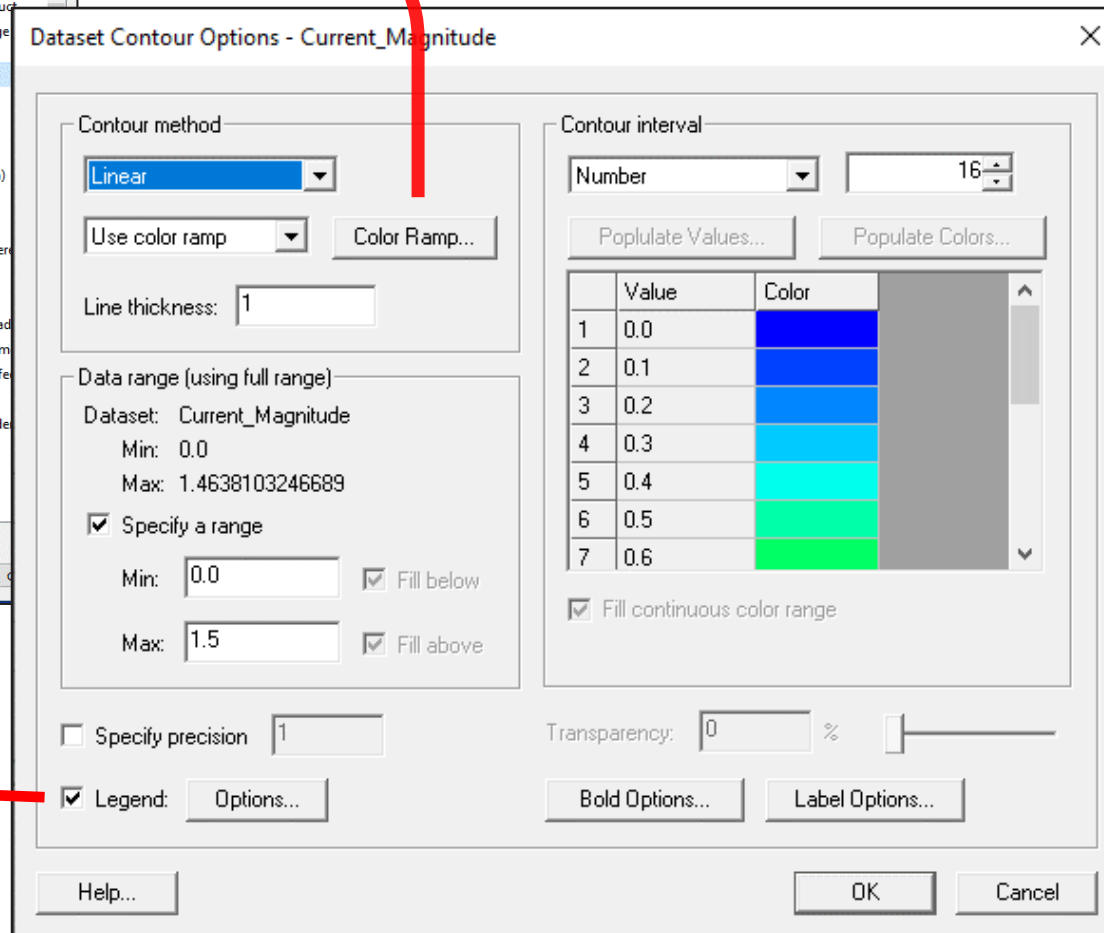 Dataset Contour Options - Current_Magnitude
Contour method
Linear
Use color ramp
Color Ramp...
Line thickness: 1
Data range (using full range)
Dataset: Current_Magnitude
Min: 0.0
Max: 1.4638103246689
Specify a range
Min: 0.0
Fill below
Max: 1.5
Fill above
Contour interval
Number
16
Poplulate Values...
Populate Colors...
Value Color
1 0.0
2 0.1
3 0.2
4 0.3
5 0.4
6 0.5
7 0.6
Fill continuous color range
Specify precision 1
Transparency: 0 %
Legend: Options...
Bold Options...
Label Options...
Help...
OK
Cancel